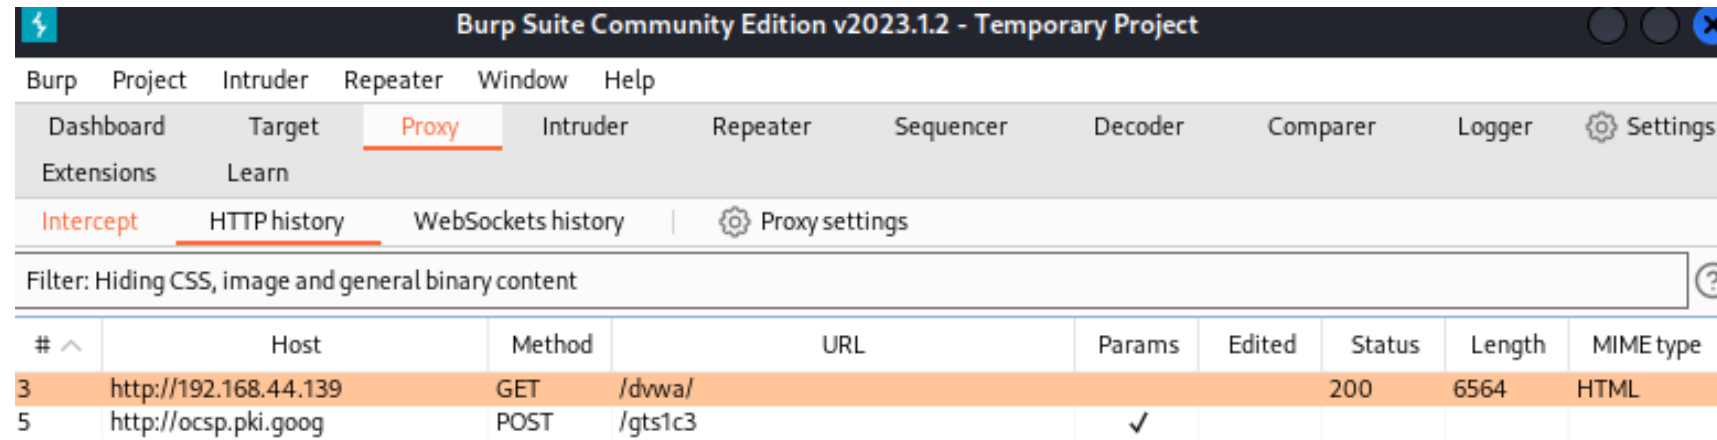 Burp Suite Community Edition v2023.1.2 - Temporary Project
Burp Project Intruder Repeater Window Help
Dashboard Target Proxy Intruder Repeater Sequencer Decoder Comparer Logger Settings
Extensions Learn
Intercept HTTP history WebSockets history Proxy settings
Filter: Hiding CSS, image and general binary content ?
# Host Method URL Params Edited Status Length MIME type
3 http://192.168.44.139 GET /dvwa/ 200 6564 HTML
5 http://ocsp.pki.goog POST /gts1c3 ✓